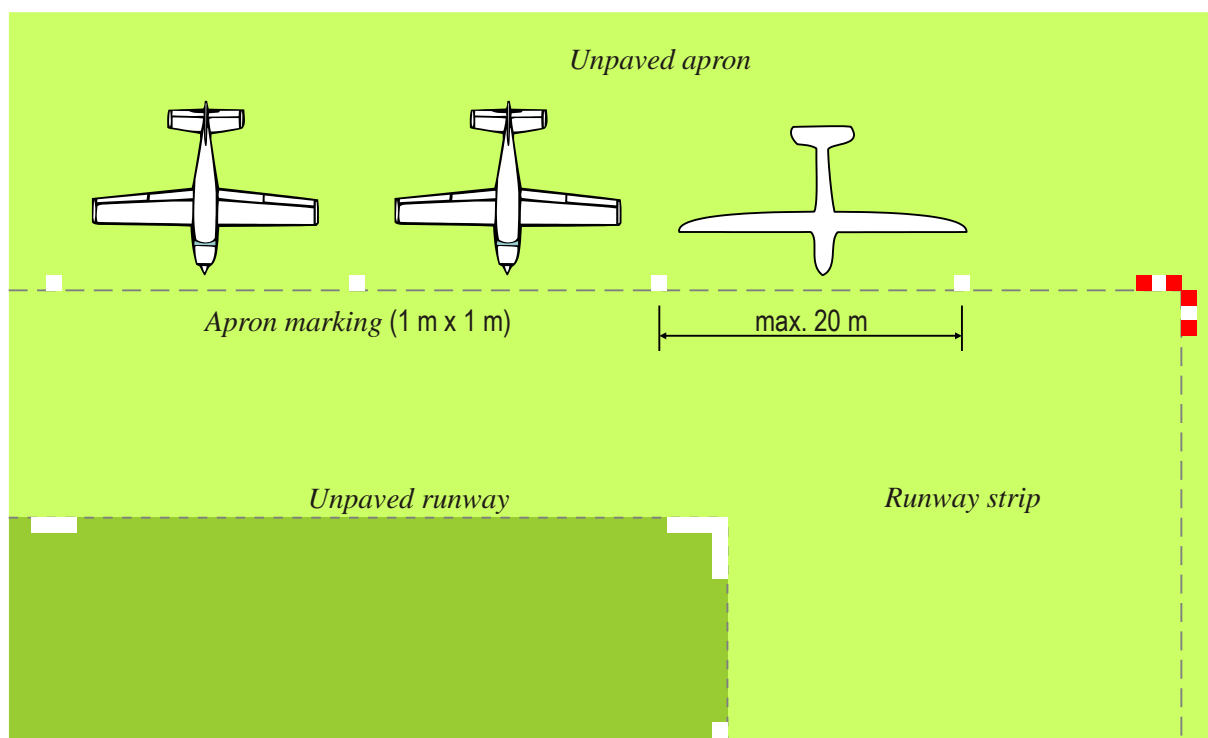 Unpaved apron
Apron marking (1 m x 1 m)
max. 20 m
Unpaved runway
Runway strip